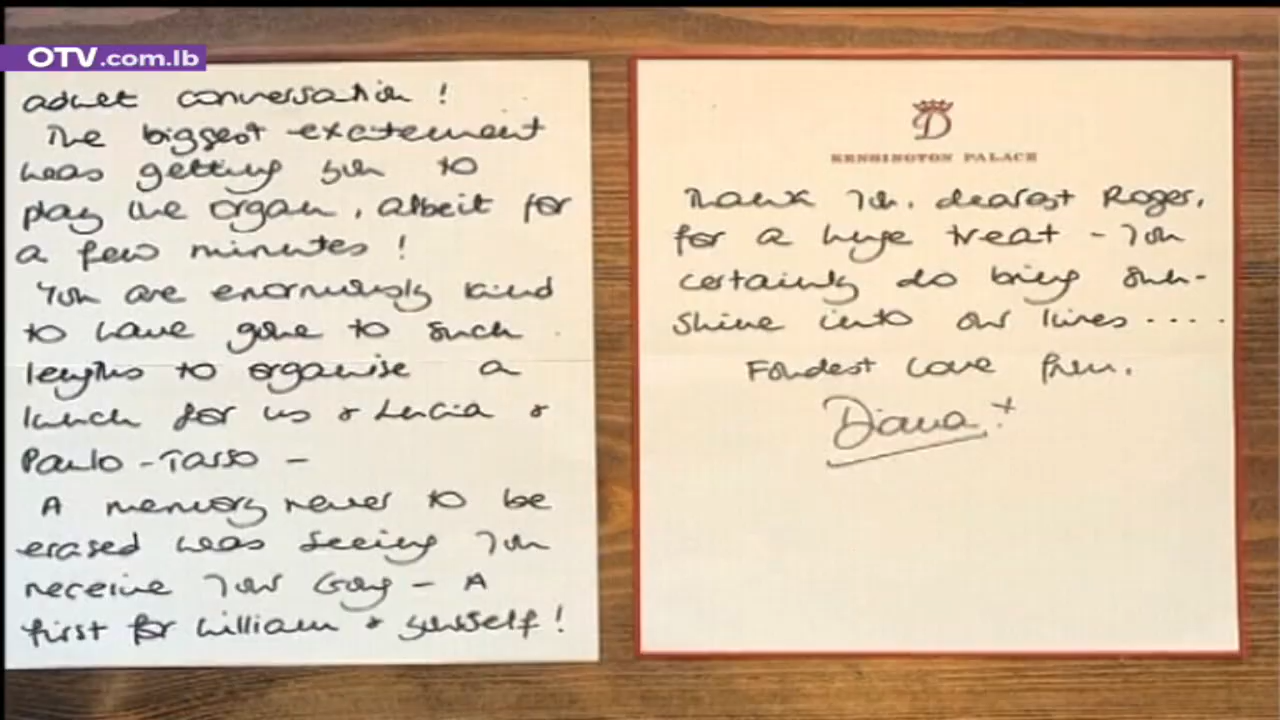 OTV.com.lb
adult conversation !
The biggest excitement
was getting you to
play the organ, albeit for
a few minutes !
You are enormously kind
to have gone to such
lengths to organise a
lunch for us & Lucia &
Paulo-Tasso -
A memory never to be
erased was seeing you
receive your - A
first for William & yourself !
D
KENSINGTON PALACE
Thank you, dearest Roger,
for a huge treat - you
certainly do bring sun-
shine into our lives ....
Fondest love from,
Diana x